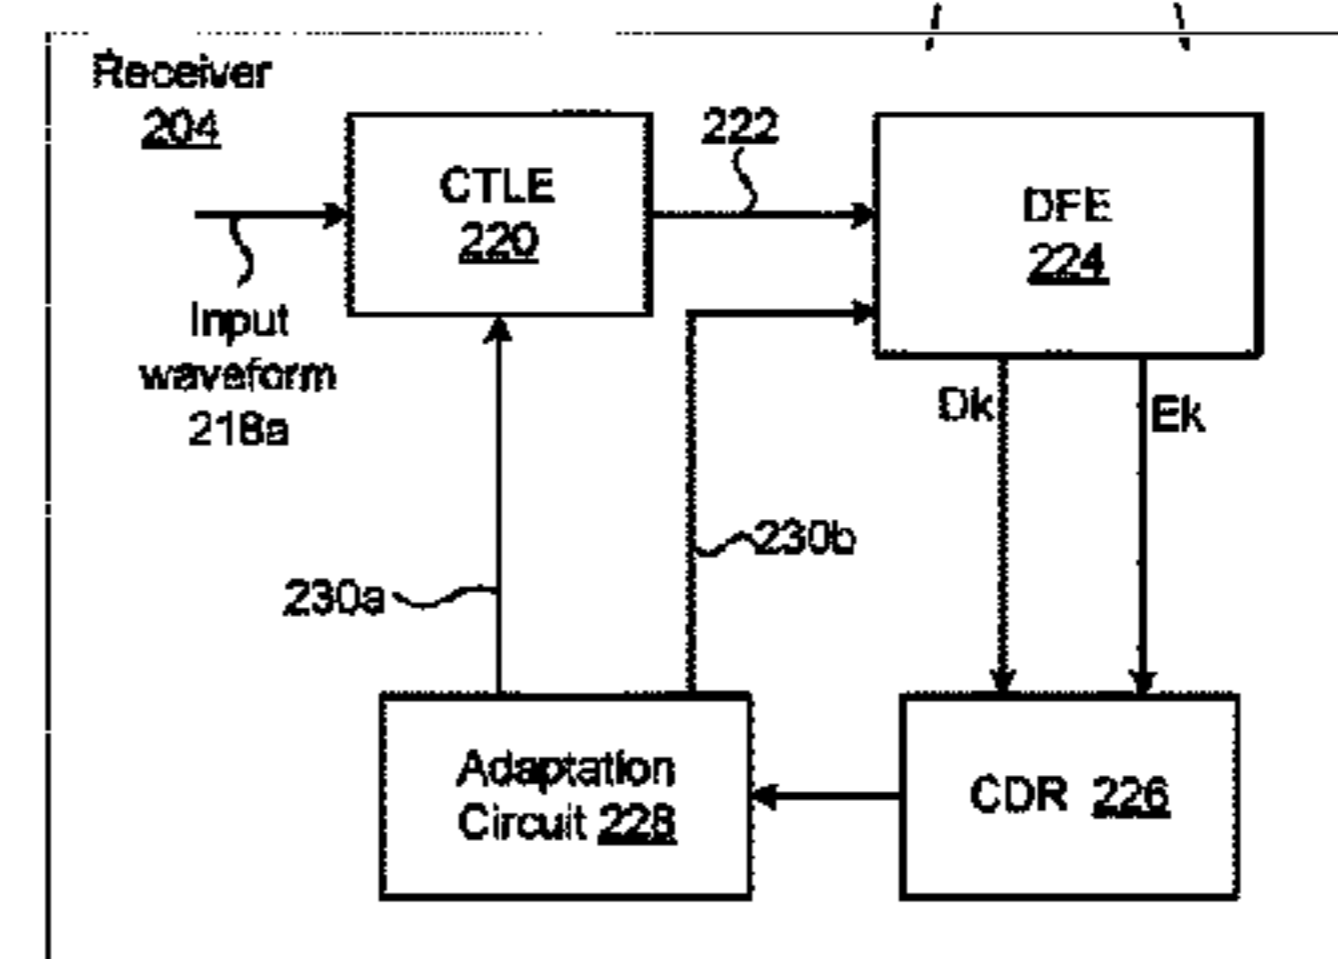 Receiver
204
CTLE
220
222
DFE
224
Input
waveform
218a
Dk
Ek
230a
230b
Adaptation
Circuit 228
CDR 226